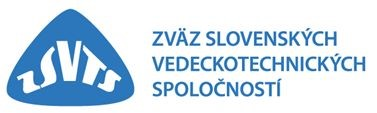 ZSVTS
ZVÄZ SLOVENSKÝCH
VEDECKOTECHNICKÝCH
SPOLOČNOSTÍ